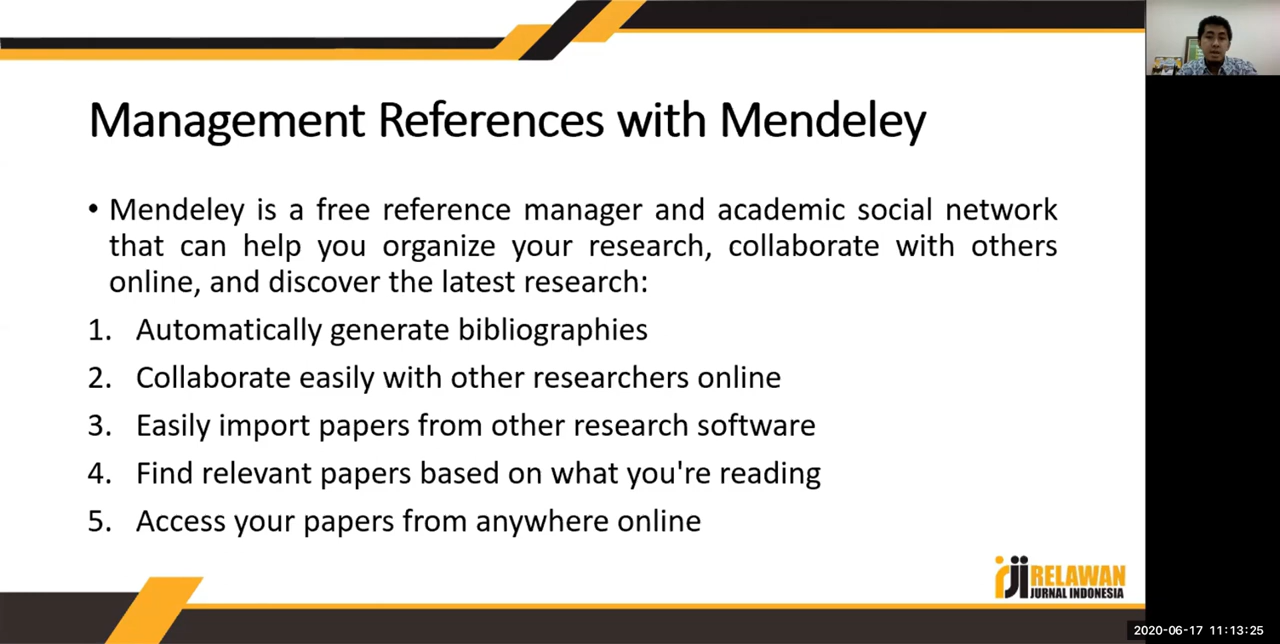 Management References with Mendeley
• Mendeley is a free reference manager and academic social network
that can help you organize your research, collaborate with others
online, and discover the latest research:
1. Automatically generate bibliographies
2. Collaborate easily with other researchers online
3. Easily import papers from other research software
4. Find relevant papers based on what you're reading
5. Access your papers from anywhere online
rji RELAWAN
JURNAL INDONESIA
2020-06-17 11:13:25